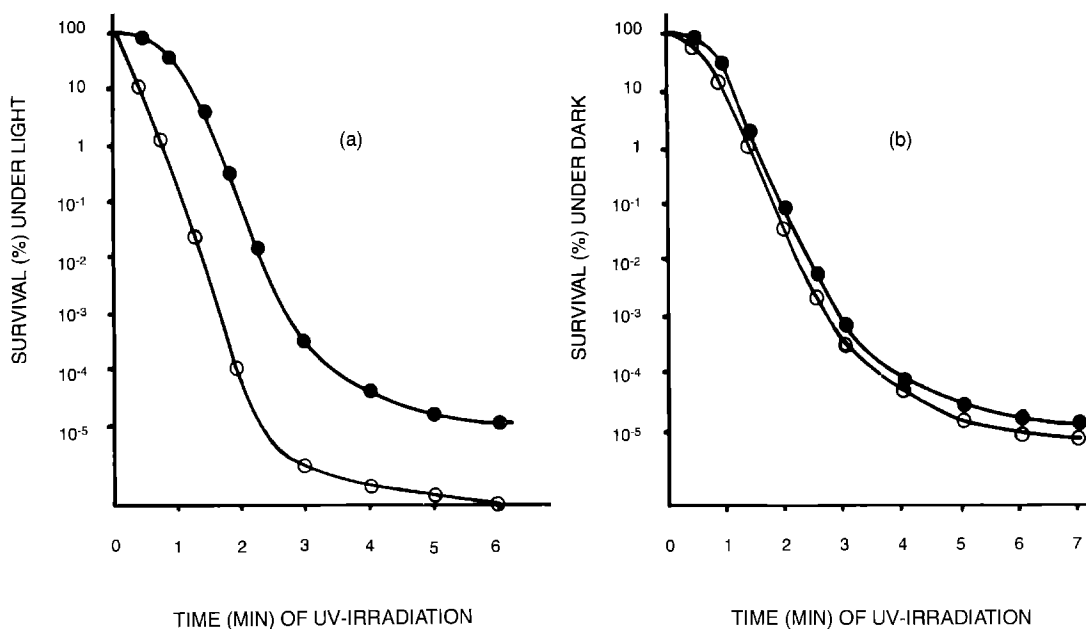 SURVIVAL (%) UNDER LIGHT
100
10
1
10-1
10-2
10-3
10-4
10-5
(a)
0 1 2 3 4 5 6
TIME (MIN) OF UV-IRRADIATION
SURVIVAL (%) UNDER DARK
100
10
1
10-1
10-2
10-3
10-4
10-5
(b)
0 1 2 3 4 5 6 7
TIME (MIN) OF UV-IRRADIATION